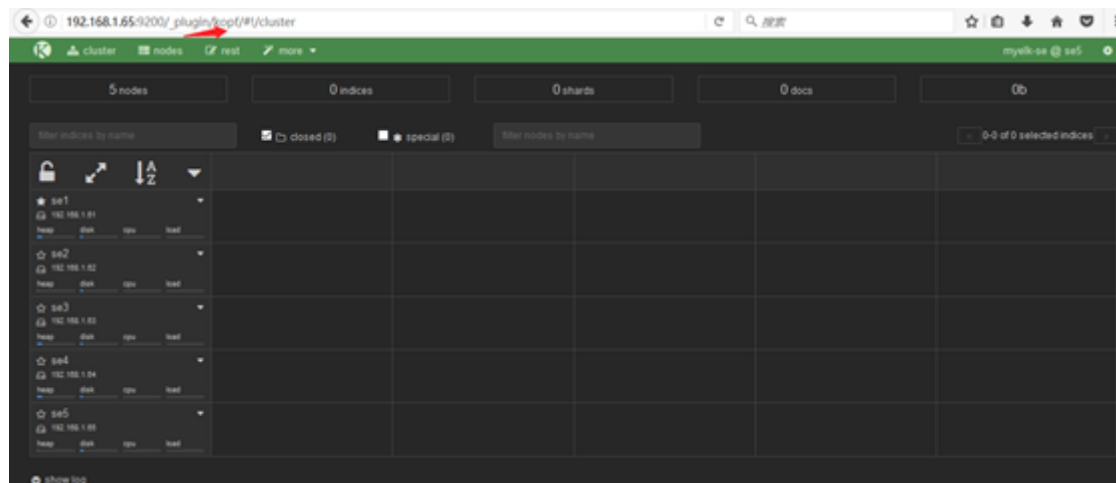 192.168.1.65:9200/_plugin/kopf/#!/cluster
搜索
cluster nodes rest more myelk-se @ se5
5 nodes 0 indices 0 shards 0 docs 0b
filter indices by name closed (0) special (0) filter nodes by name 0-0 of 0 selected indices
A
Z
se1
192.168.1.61
heap disk cpu load
se2
192.168.1.62
heap disk cpu load
se3
192.168.1.63
heap disk cpu load
se4
192.168.1.64
heap disk cpu load
se5
192.168.1.65
heap disk cpu load
show log